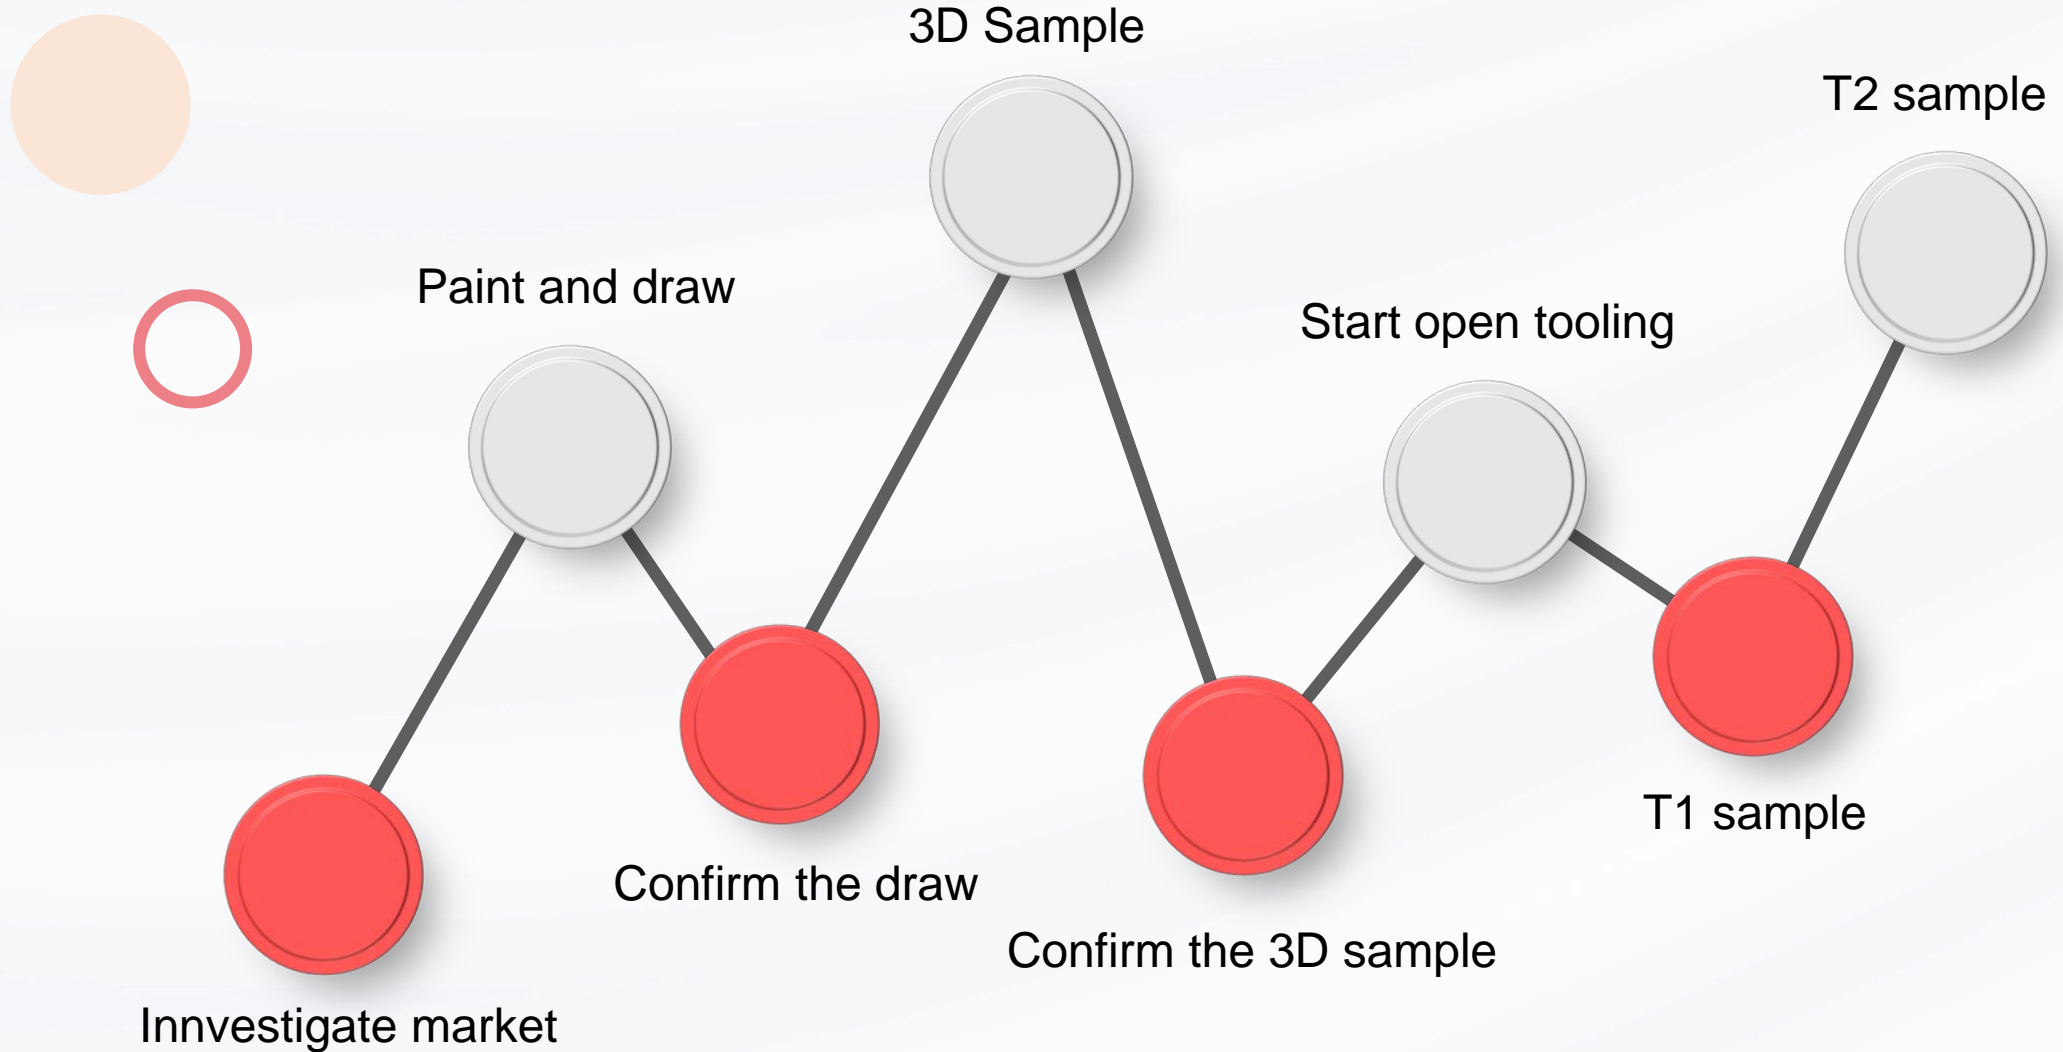 3D Sample
T2 sample
Paint and draw
Start open tooling
T1 sample
Confirm the draw
Confirm the 3D sample
Innvestigate market